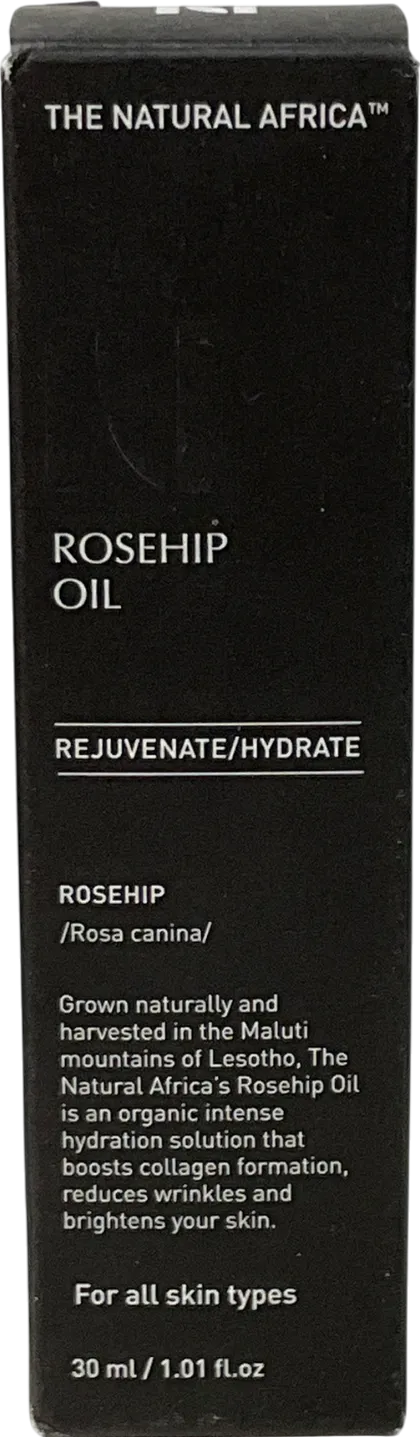 THE NATURAL AFRICA™
ROSEHIP
OIL
REJUVENATE/HYDRATE
ROSEHIP
/Rosa canina/
Grown naturally and
harvested in the Maluti
mountains of Lesotho, The
Natural Africa's Rosehip Oil
is an organic intense
hydration solution that
boosts collagen formation,
reduces wrinkles and
brightens your skin.
For all skin types
30 ml / 1.01 fl.oz